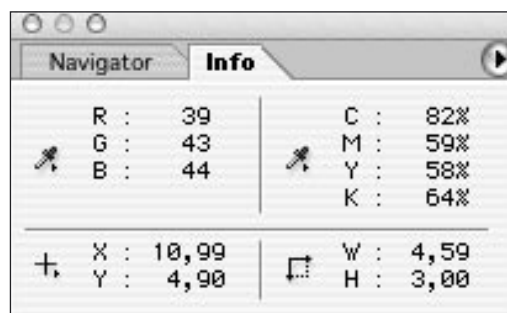 Navigator Info
R : 39 C : 82%
G : 43 M : 59%
B : 44 Y : 58%
K : 64%
X : 10,99 W : 4,59
Y : 4,90 H : 3,00